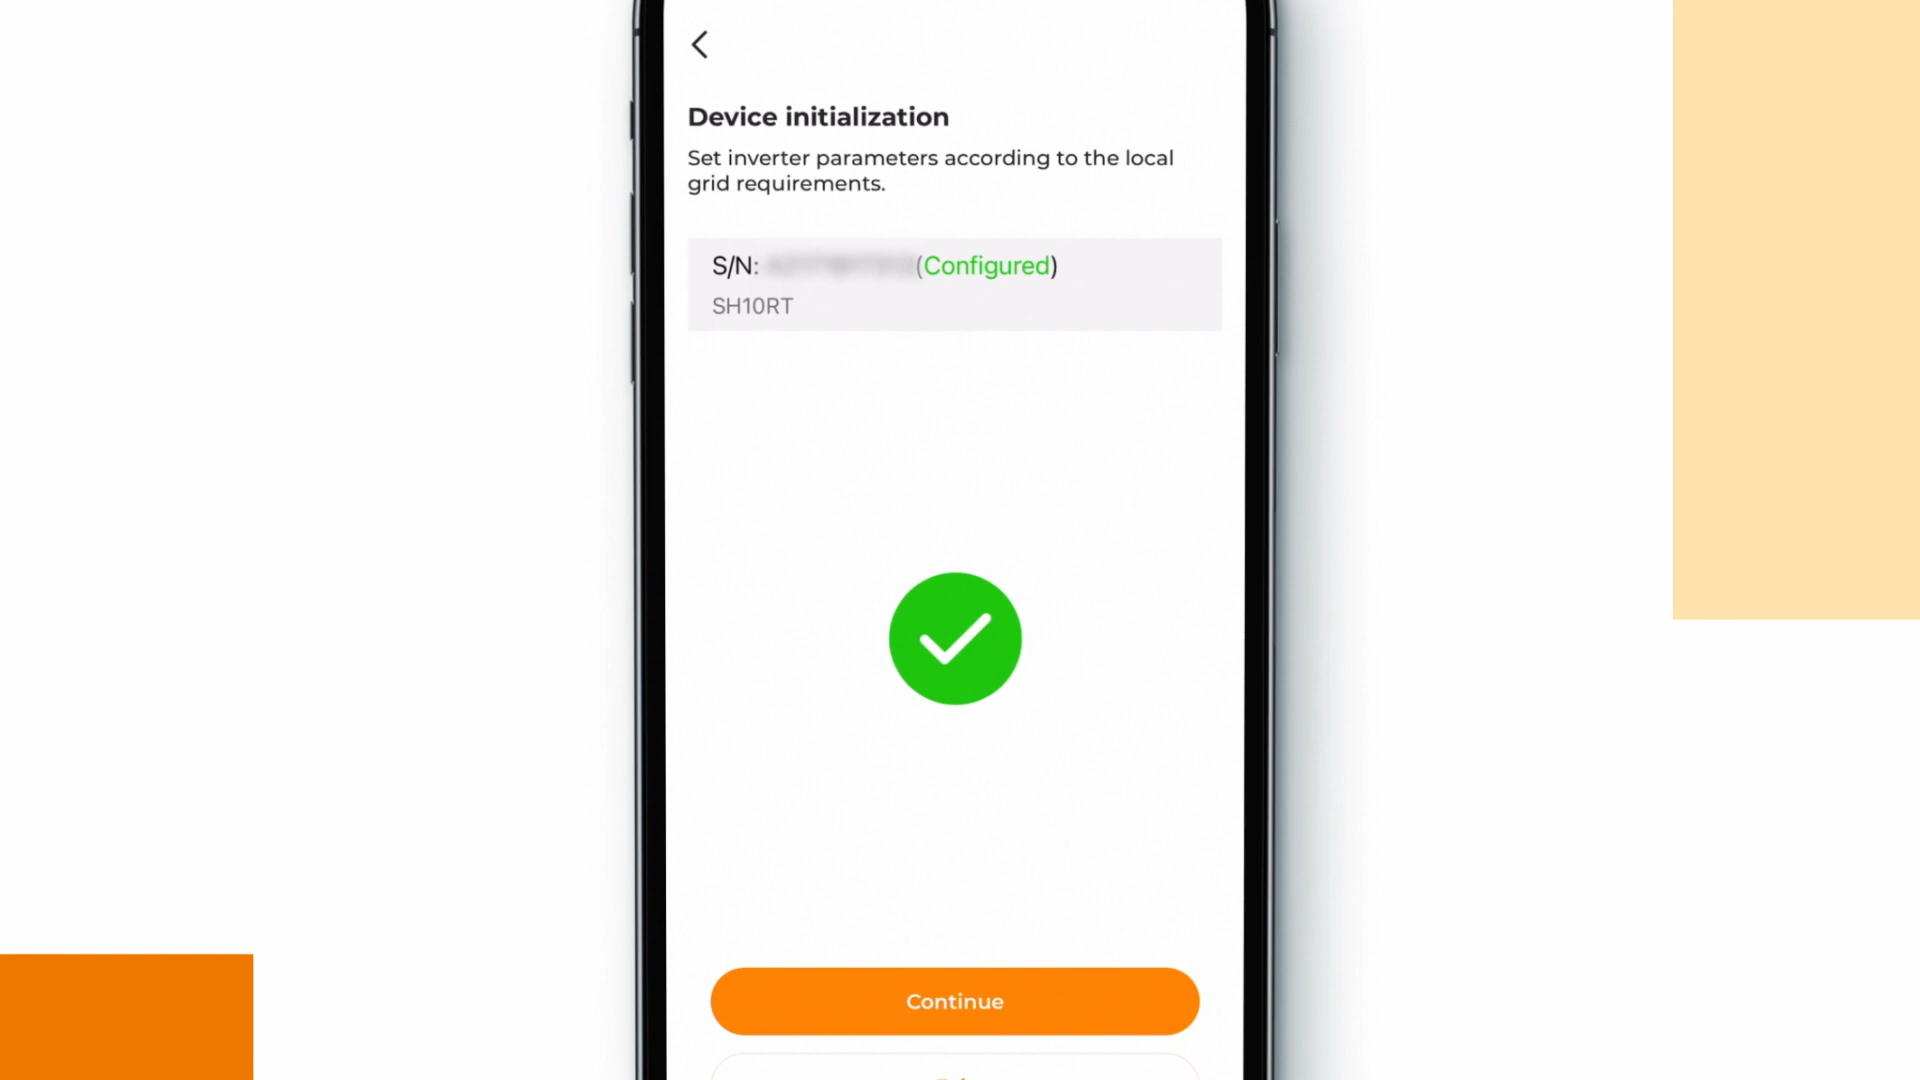 Device initialization
Set inverter parameters according to the local
grid requirements.
S/N: (Configured)
SH10RT
Continue